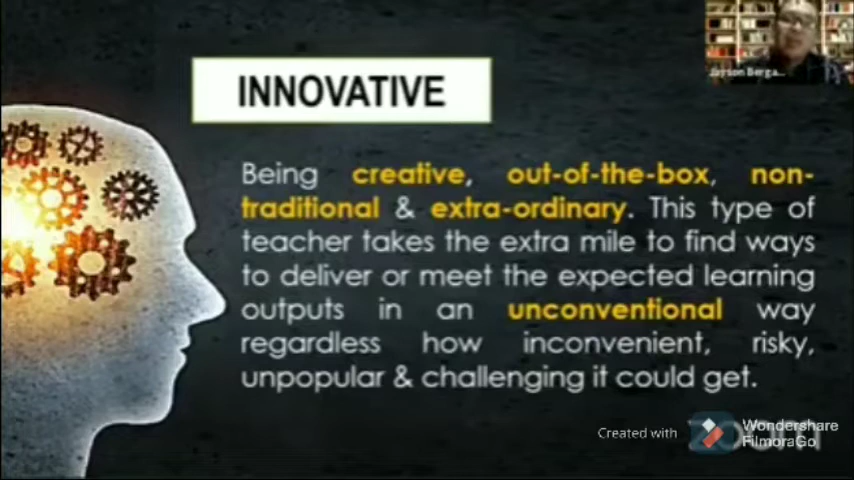 INNOVATIVE
Being creative, out-of-the-box, non-
traditional & extra-ordinary. This type of
teacher takes the extra mile to find ways
to deliver or meet the expected learning
outputs in an unconventional way
regardless how inconvenient, risky,
unpopular & challenging it could get.
Created with Wondershare
FilmoraGo
zoom